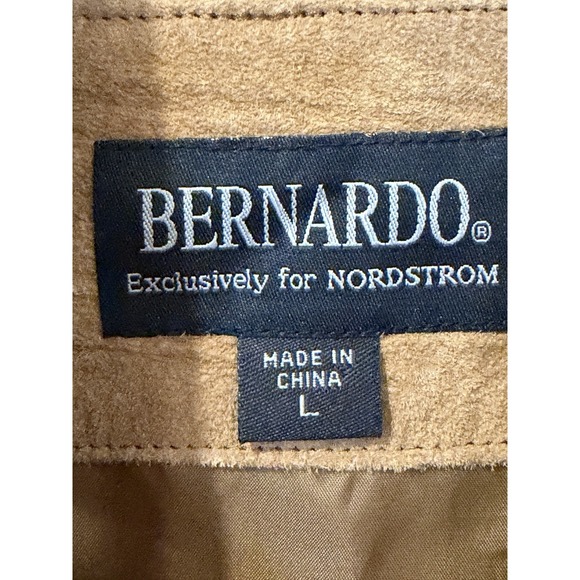 BERNARDO®
Exclusively for NORDSTROM
MADE IN
CHINA
L